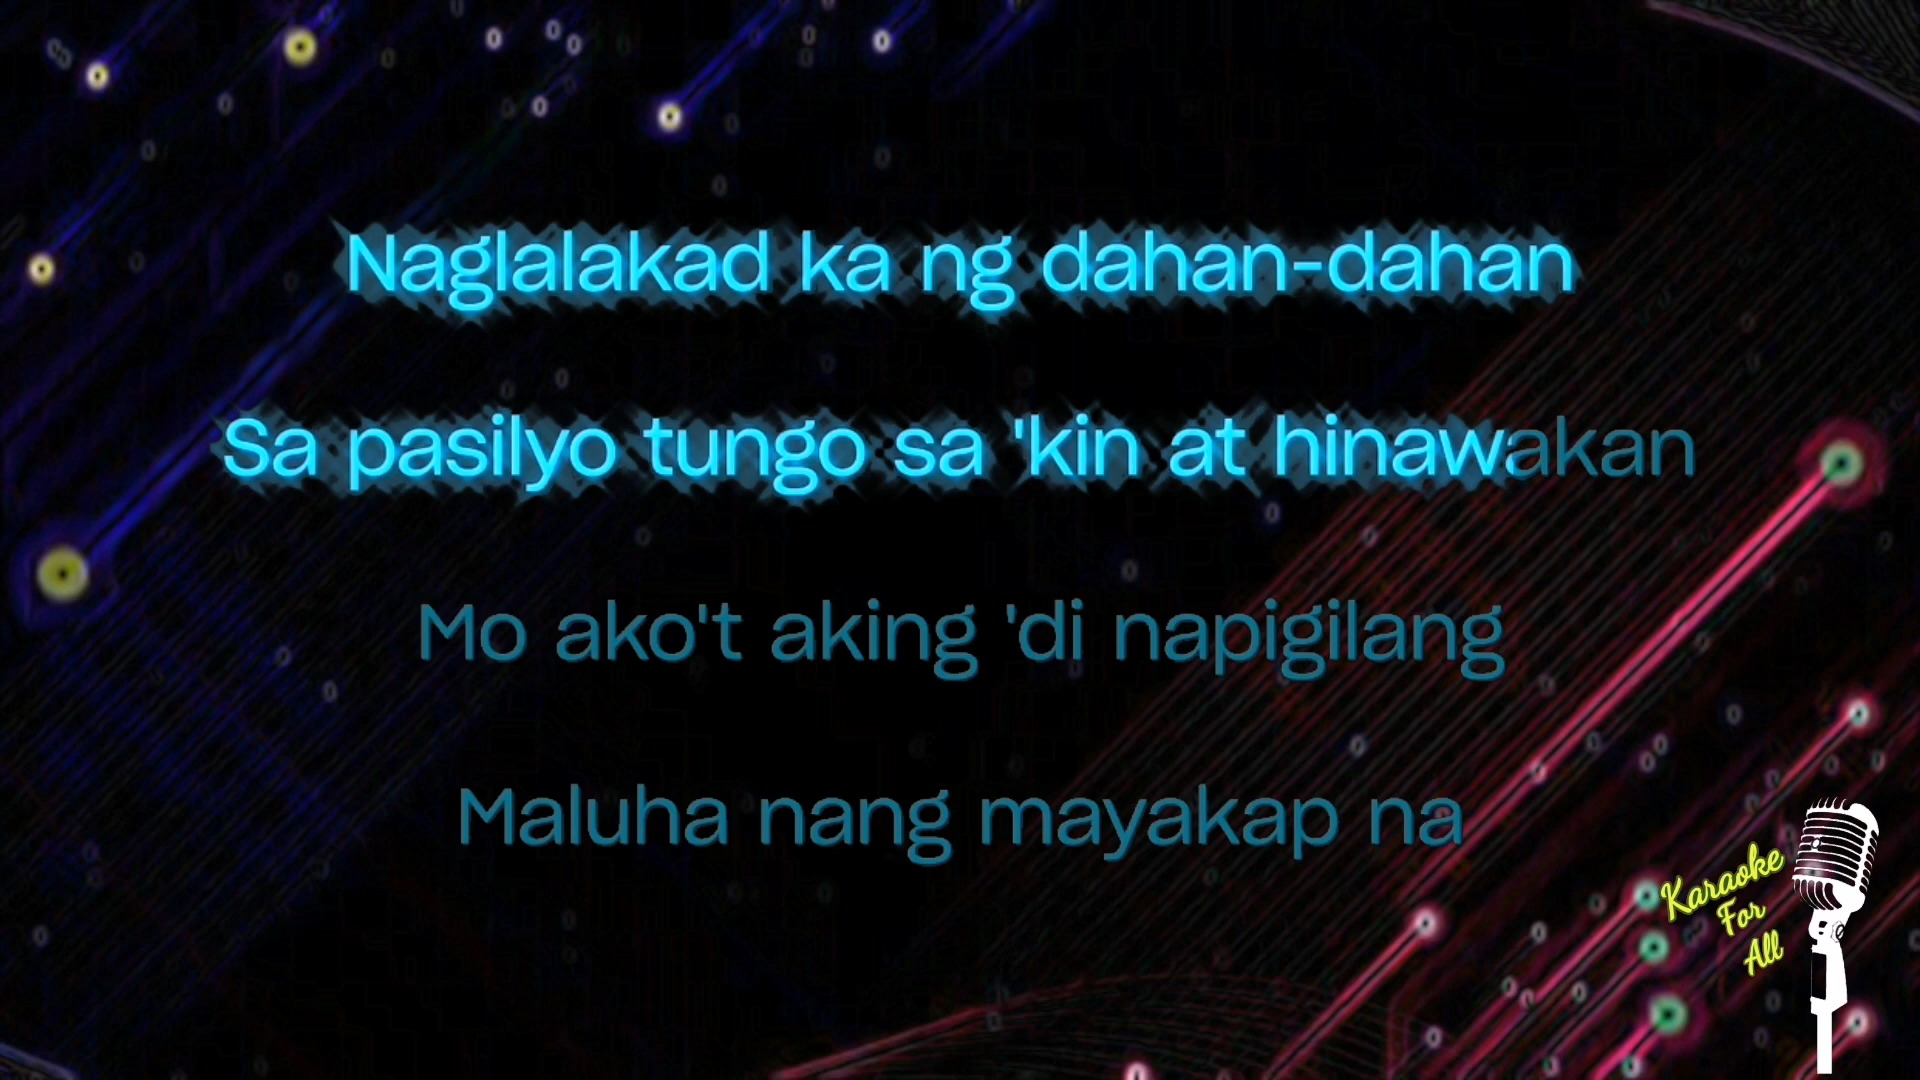 Naglalakad ka ng dahan-dahan
Sa pasilyo tungo sa 'kin at hinawakan
Mo ako't aking 'di napigilang
Maluha nang mayakap na
Karaoke
For
All